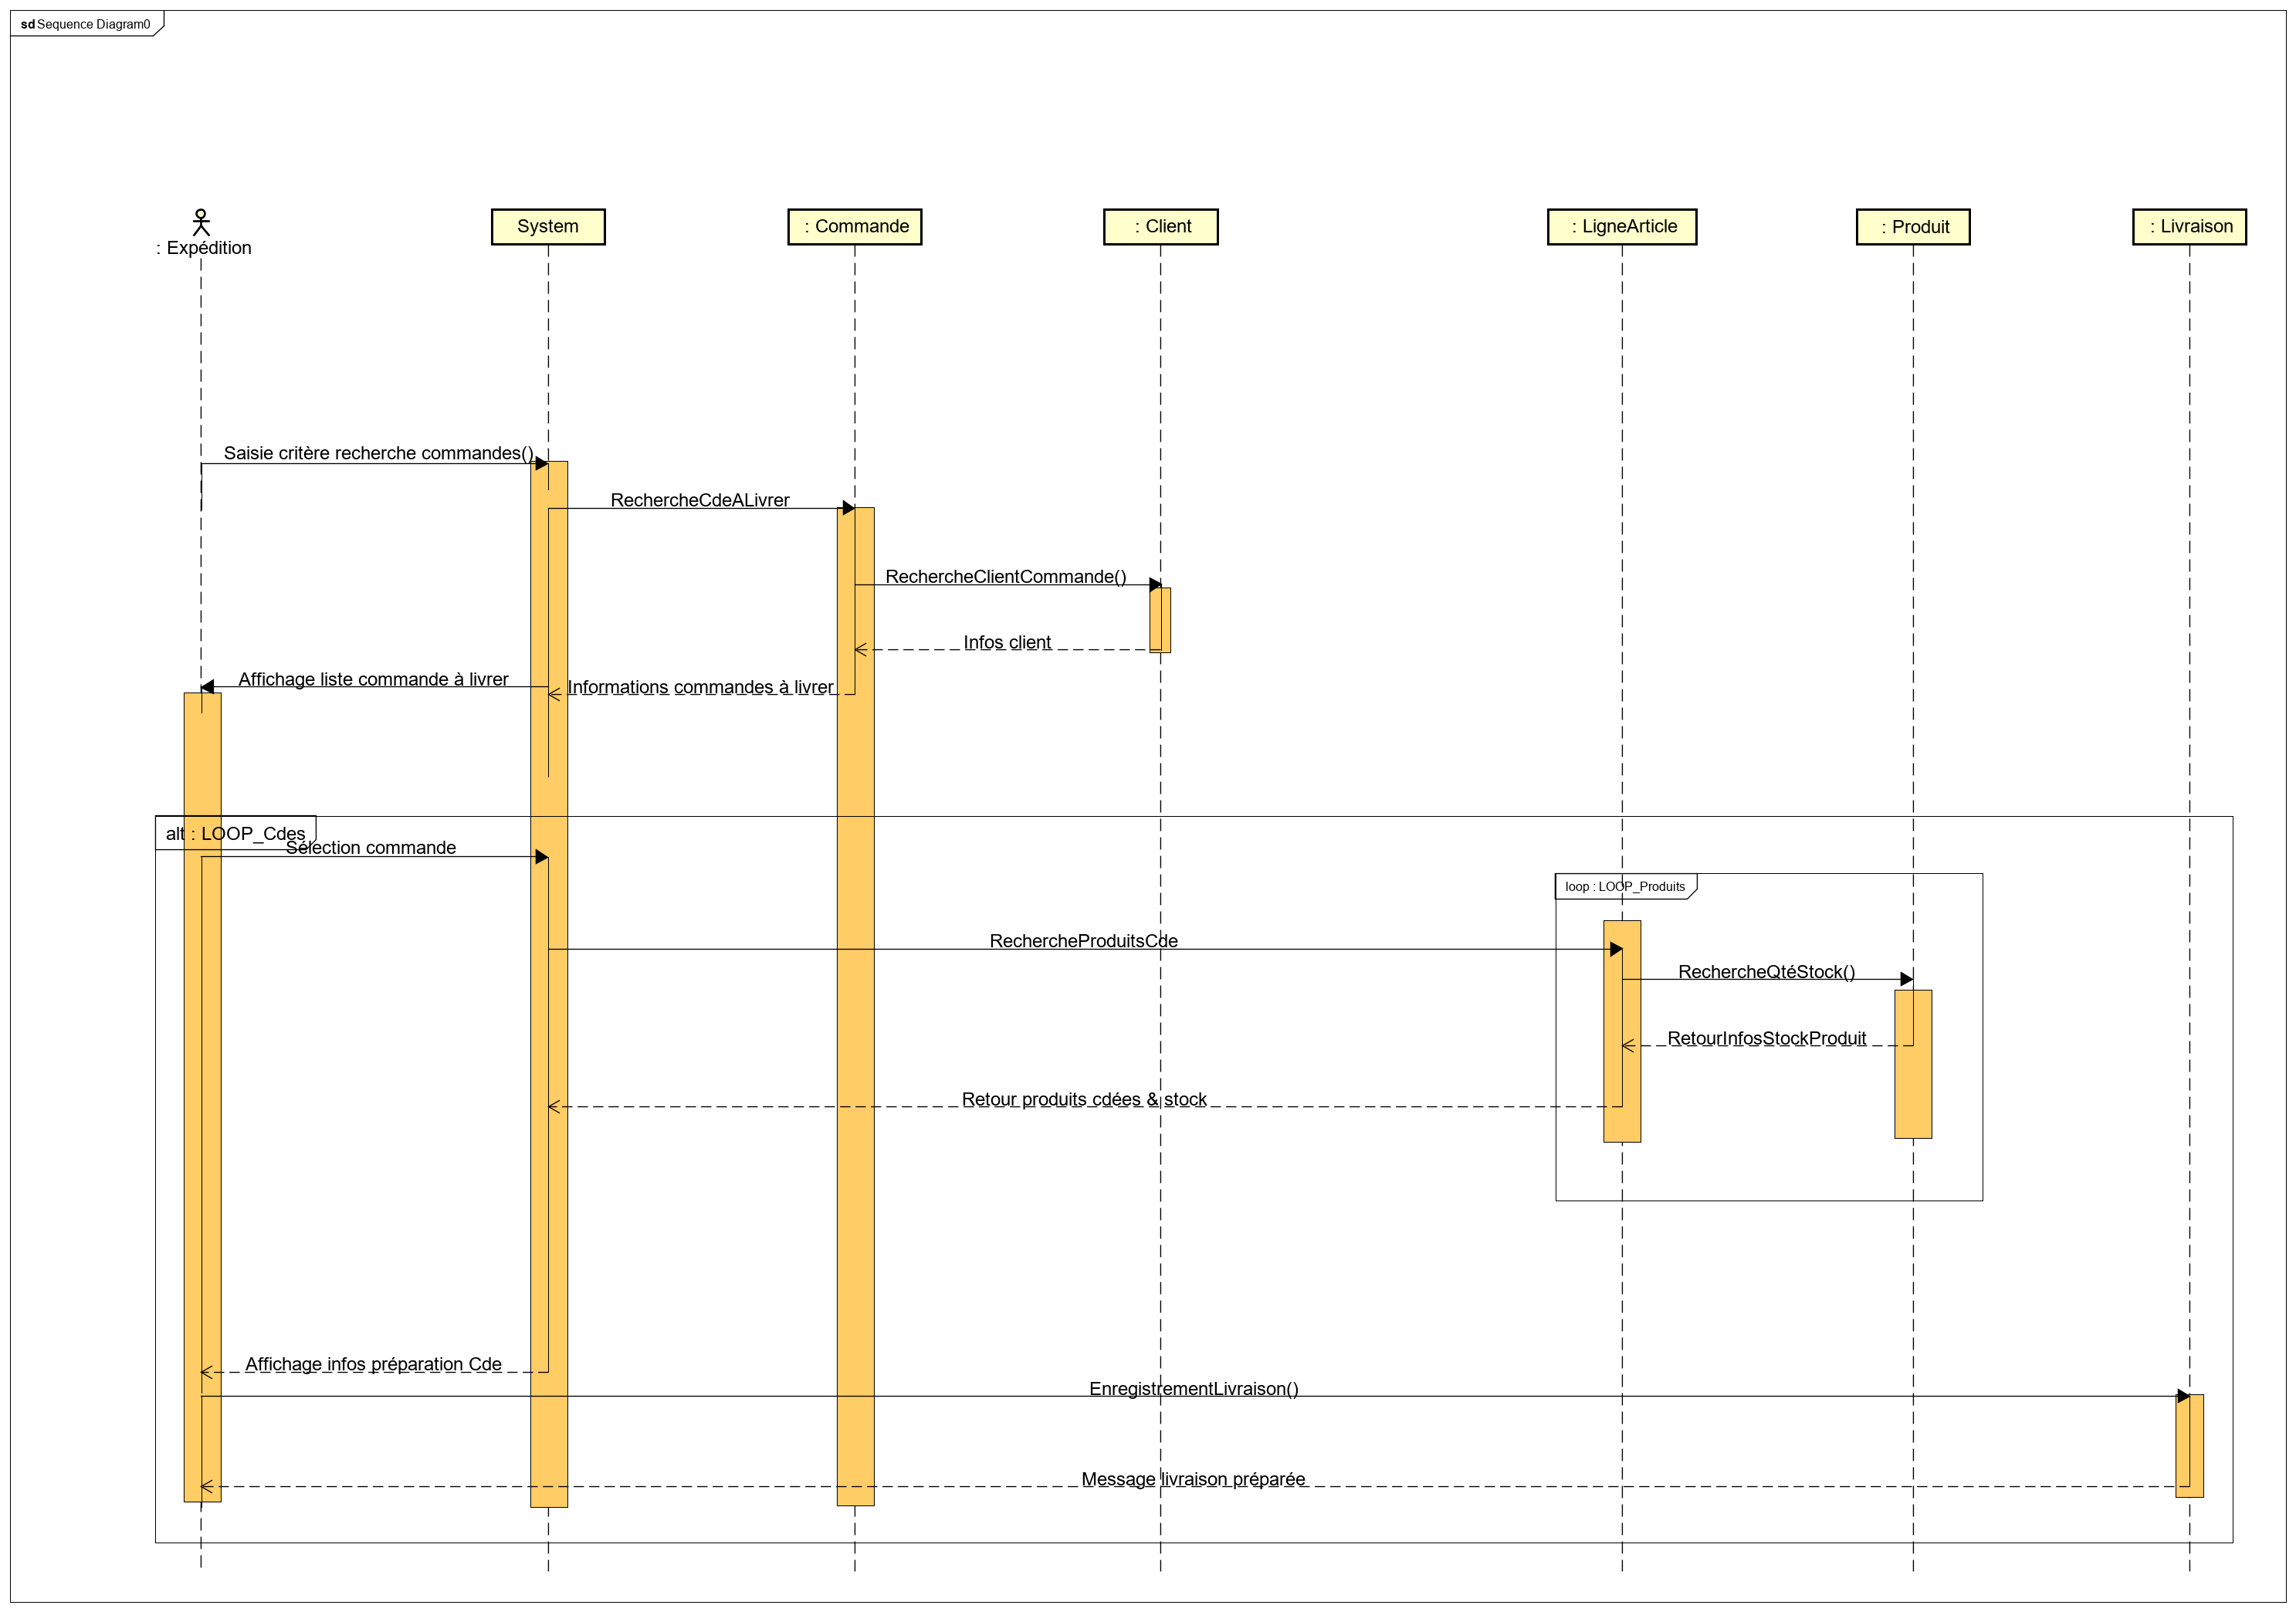 sd Sequence Diagram0
: Expédition
System
: Commande
: Client
: LigneArticle
: Produit
: Livraison
Saisie critère recherche commandes()
RechercheCdeALivrer
RechercheClientCommande()
Infos client
Affichage liste commande à livrer
Informations commandes à livrer
alt : LOOP_Cdes
Sélection commande
loop : LOOP_Produits
RechercheProduitsCde
RechercheQtéStock()
RetourInfosStockProduit
Retour produits cdées & stock
Affichage infos préparation Cde
EnregistrementLivraison()
Message livraison préparée